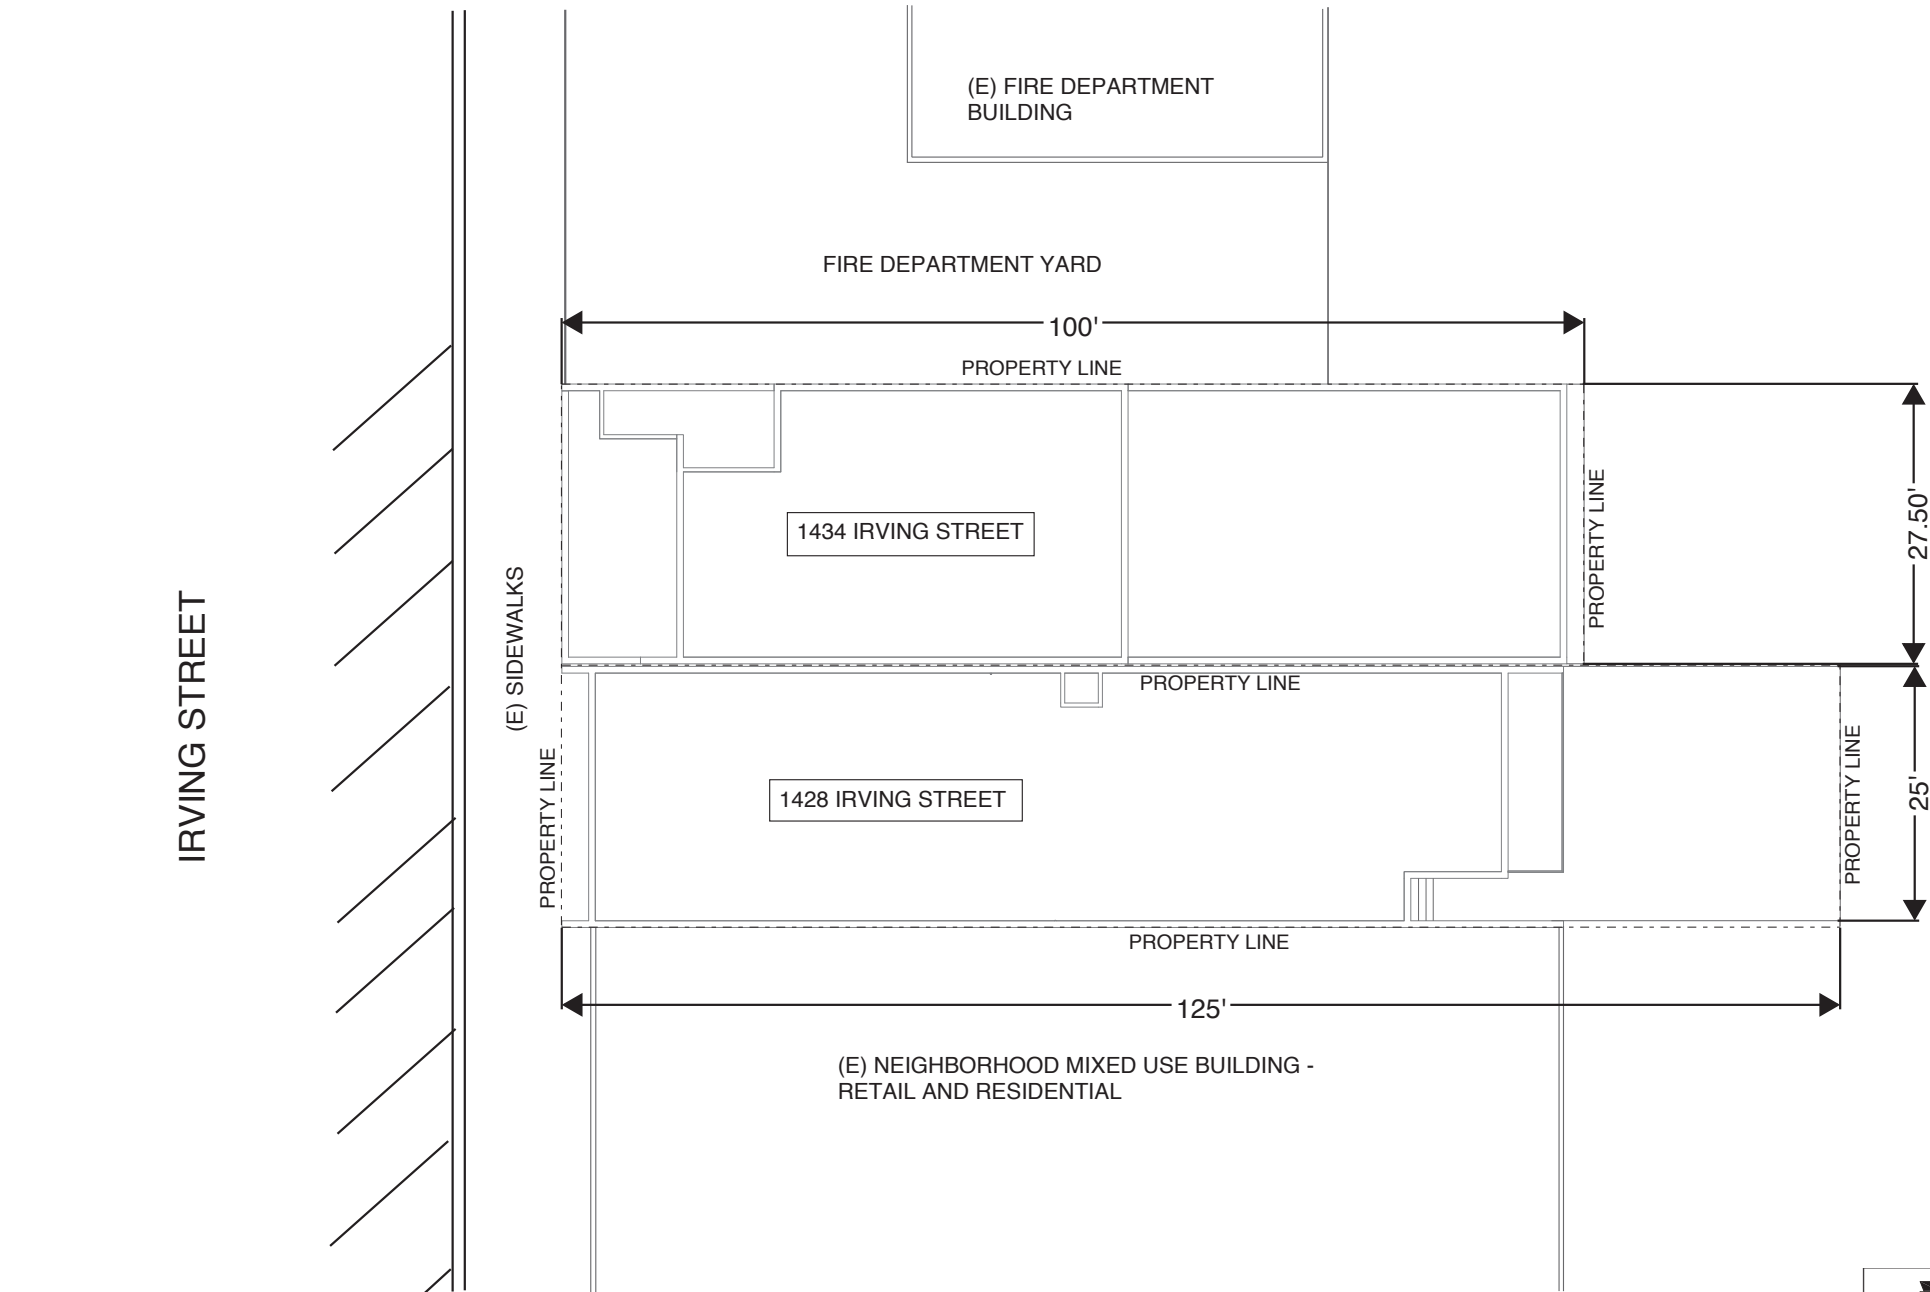 (E) FIRE DEPARTMENT
BUILDING
FIRE DEPARTMENT YARD
100'
PROPERTY LINE
1434 IRVING STREET
PROPERTY LINE
27.50'
IRVING STREET
(E) SIDEWALKS
PROPERTY LINE
PROPERTY LINE
1428 IRVING STREET
PROPERTY LINE
25'
PROPERTY LINE
125'
(E) NEIGHBORHOOD MIXED USE BUILDING -
RETAIL AND RESIDENTIAL